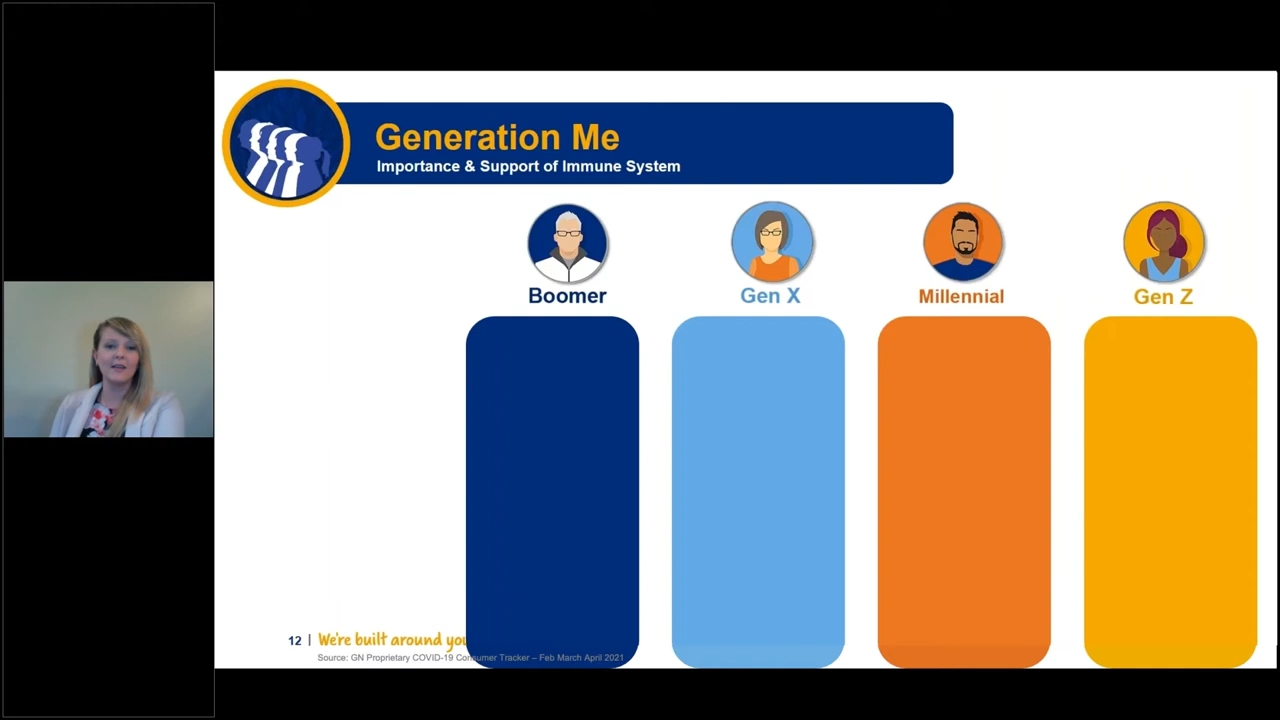 Generation Me
Importance & Support of Immune System
Boomer
Gen X
Millennial
Gen Z
12 | We're built around you
Source: GN Proprietary COVID-19 Consumer Tracker – Feb March April 2021